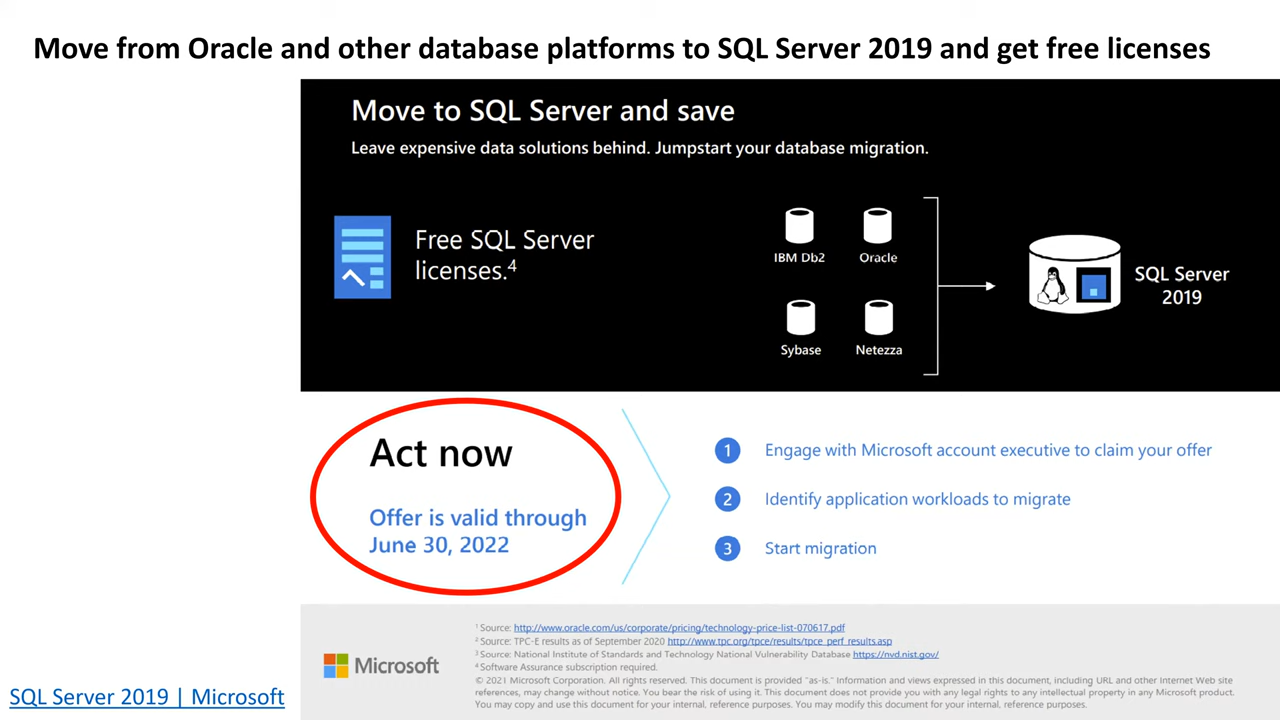 Move from Oracle and other database platforms to SQL Server 2019 and get free licenses
Move to SQL Server and save
Leave expensive data solutions behind. Jumpstart your database migration.
Free SQL Server
licenses.4
IBM Db2
Oracle
Sybase
Netezza
SQL Server
2019
Act now
Offer is valid through
June 30, 2022
1 Engage with Microsoft account executive to claim your offer
2 Identify application workloads to migrate
3 Start migration
1 Source: http://www.oracle.com/us/corporate/pricing/technology-price-list-070617.pdf
2 Source: TPC-E results as of September 2020 http://www.tpc.org/tpce/results/tpce_perf_results.asp
3 Source: National Institute of Standards and Technology National Vulnerability Database https://nvd.nist.gov/
4 Software Assurance subscription required.
© 2021 Microsoft Corporation. All rights reserved. This document is provided "as-is." Information and views expressed in this document, including URL and other Internet Web site
references, may change without notice. You bear the risk of using it. This document does not provide you with any legal rights to any intellectual property in any Microsoft product.
You may copy and use this document for your internal, reference purposes. You may modify this document for your internal, reference purposes.
Microsoft
SQL Server 2019 | Microsoft